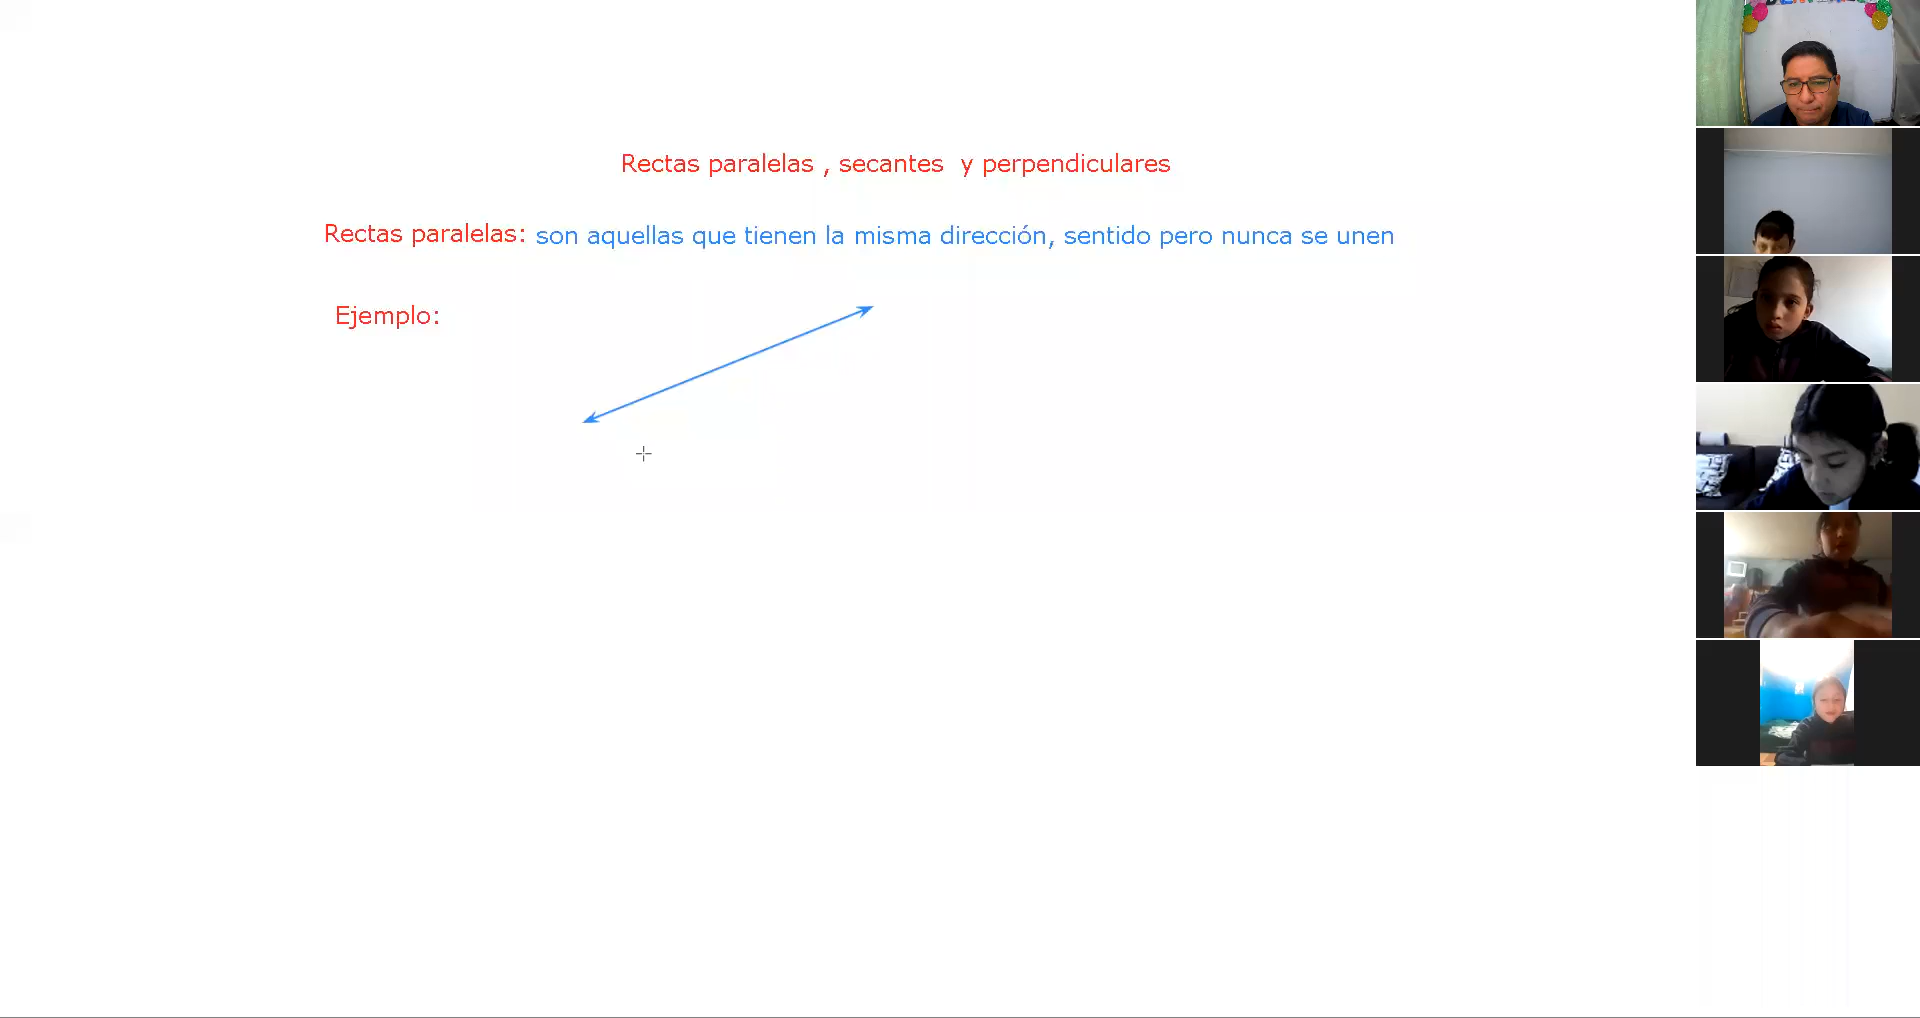 Rectas paralelas , secantes y perpendiculares
Rectas paralelas: son aquellas que tienen la misma dirección, sentido pero nunca se unen
Ejemplo: